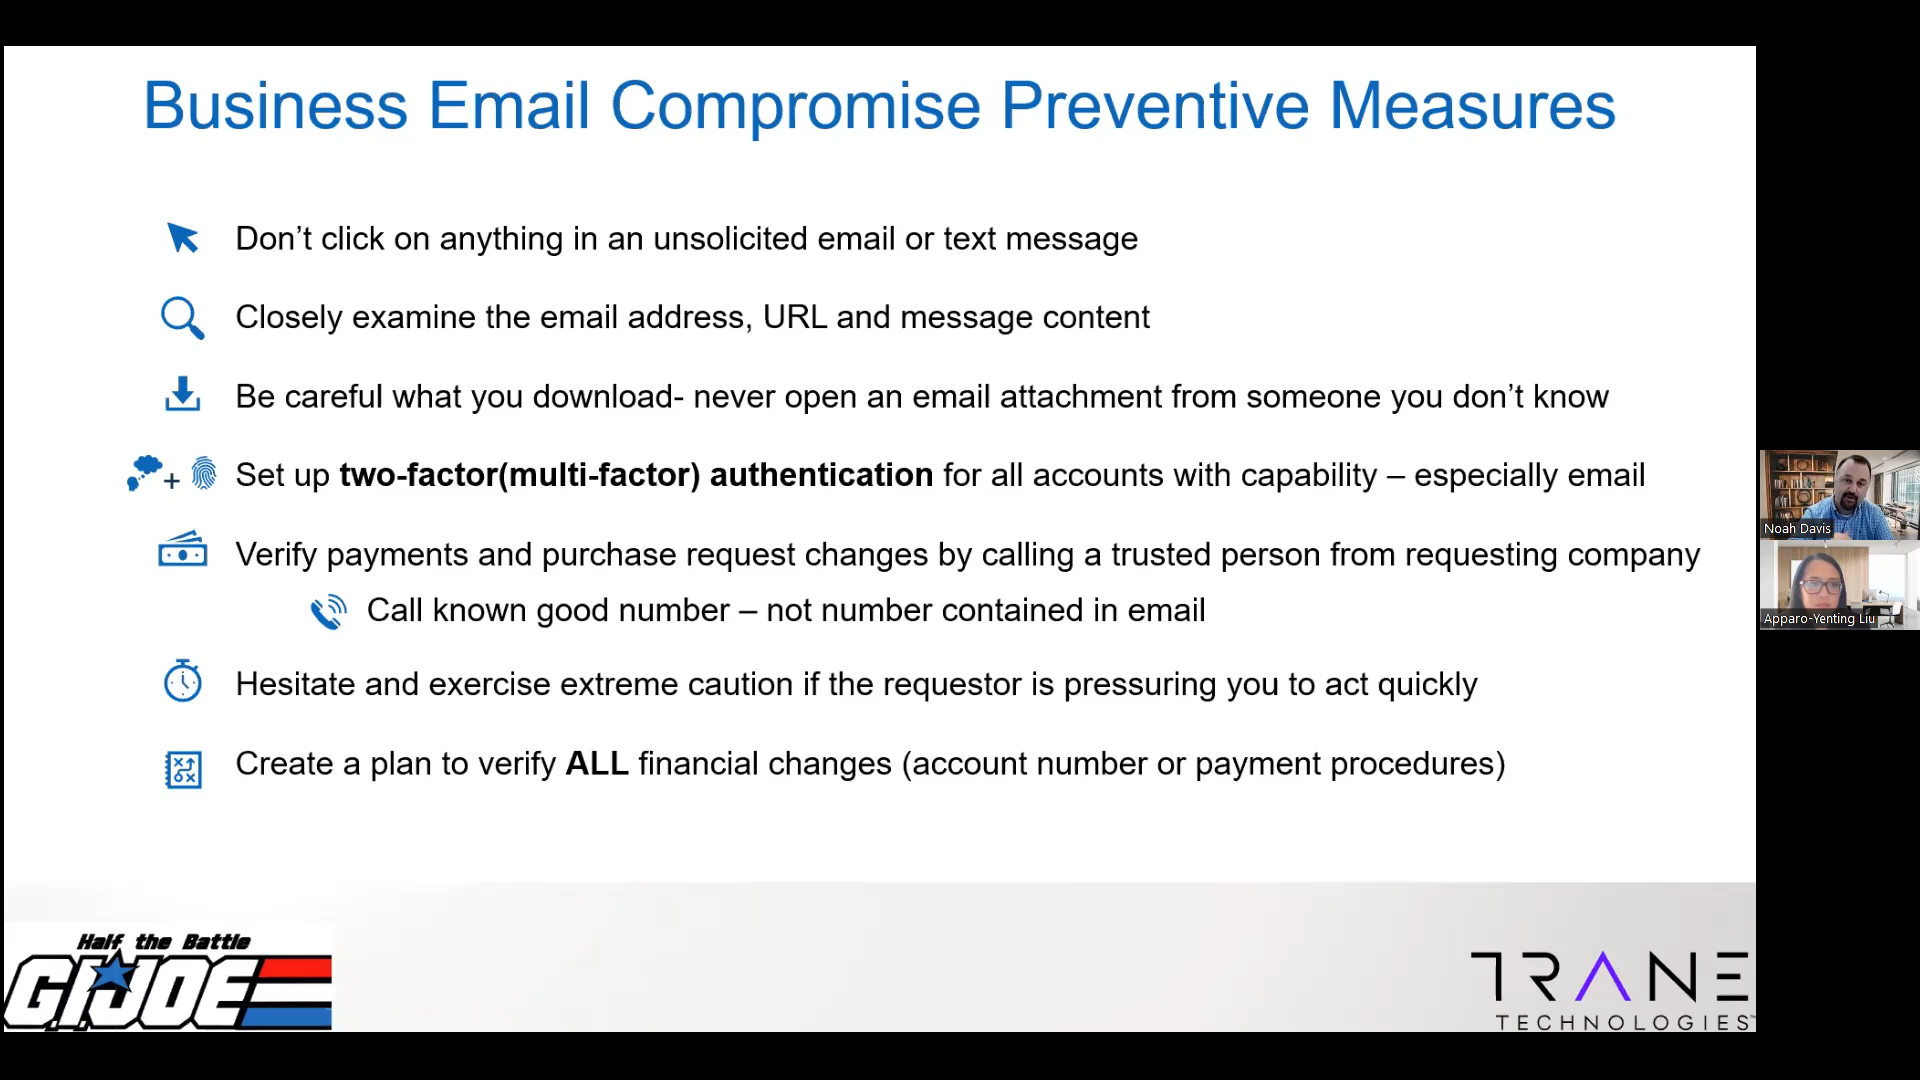 Business Email Compromise Preventive Measures
Don’t click on anything in an unsolicited email or text message
Closely examine the email address, URL and message content
Be careful what you download- never open an email attachment from someone you don’t know
+ Set up two-factor(multi-factor) authentication for all accounts with capability – especially email
Verify payments and purchase request changes by calling a trusted person from requesting company
Call known good number – not number contained in email
Hesitate and exercise extreme caution if the requestor is pressuring you to act quickly
Create a plan to verify ALL financial changes (account number or payment procedures)
Noah Davis
Apparo-Yenting Liu
Half the Battle
G.I.JOE
TRANE
TECHNOLOGIES